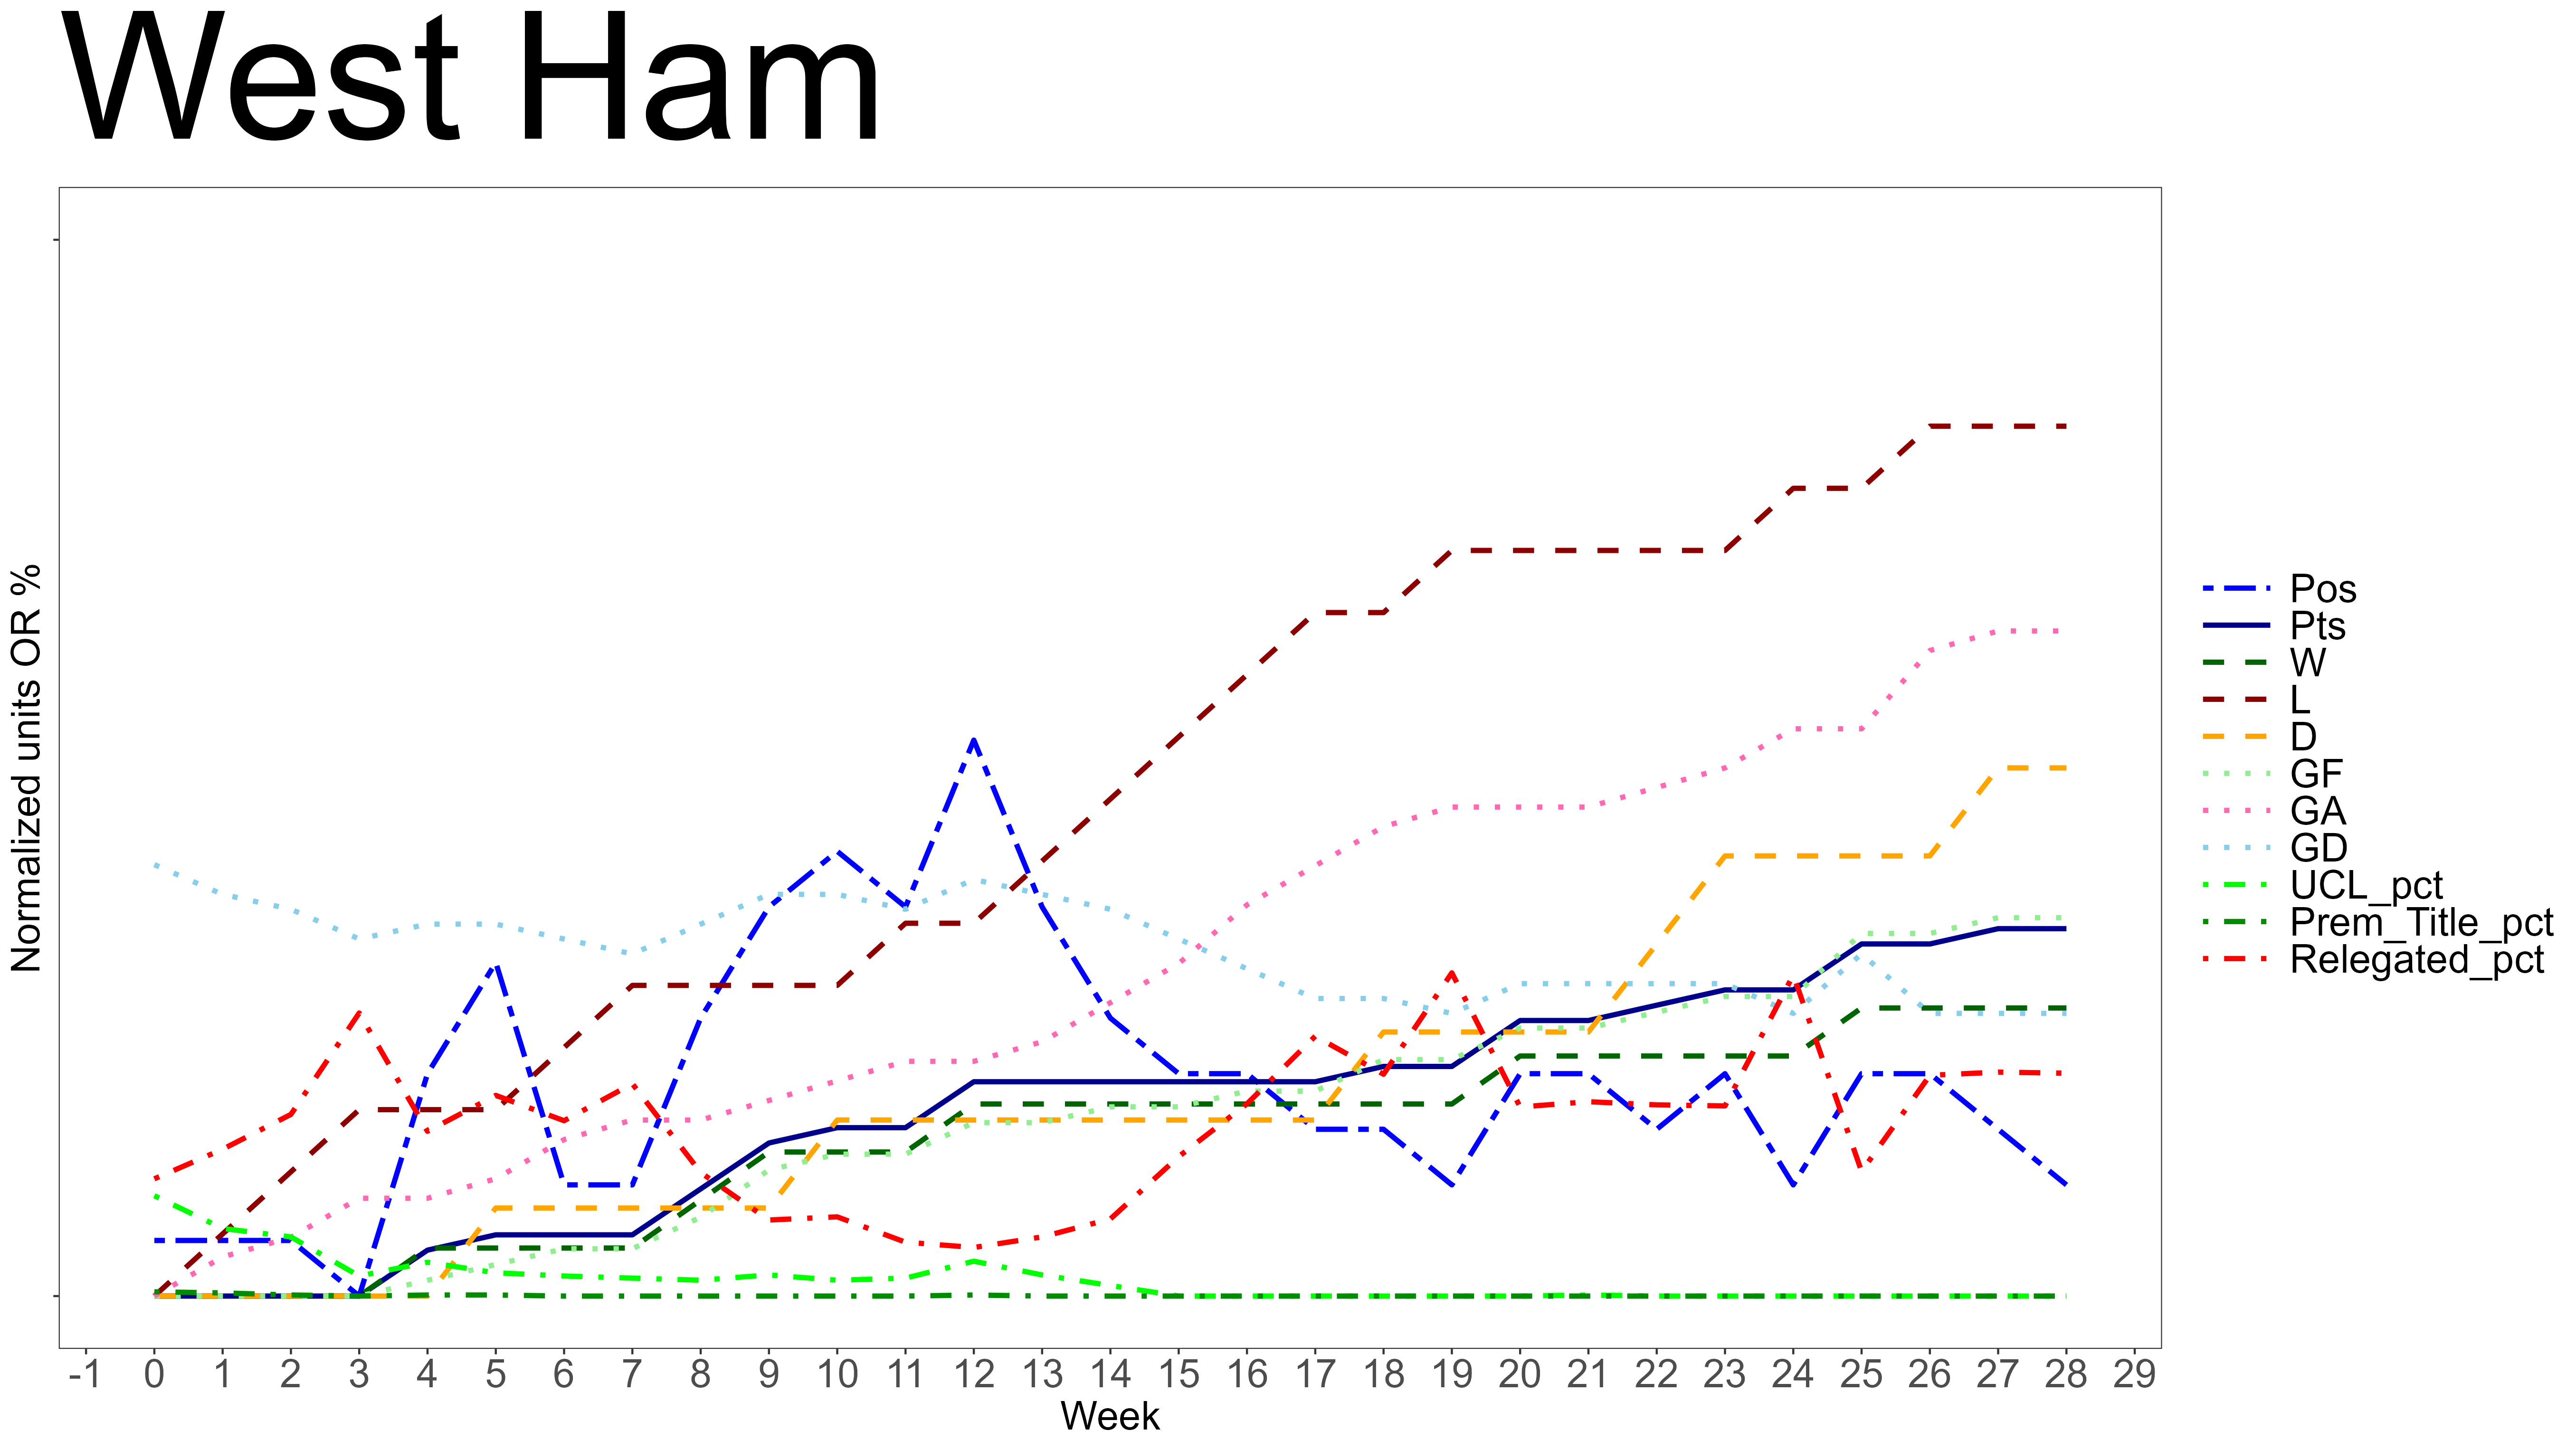 West Ham
Normalized units OR %
-1 0 1 2 3 4 5 6 7 8 9 10 11 12 13 14 15 16 17 18 19 20 21 22 23 24 25 26 27 28 29
Week
Pos
Pts
W
L
D
GF
GA
GD
UCL_pct
Prem_Title_pct
Relegated_pct